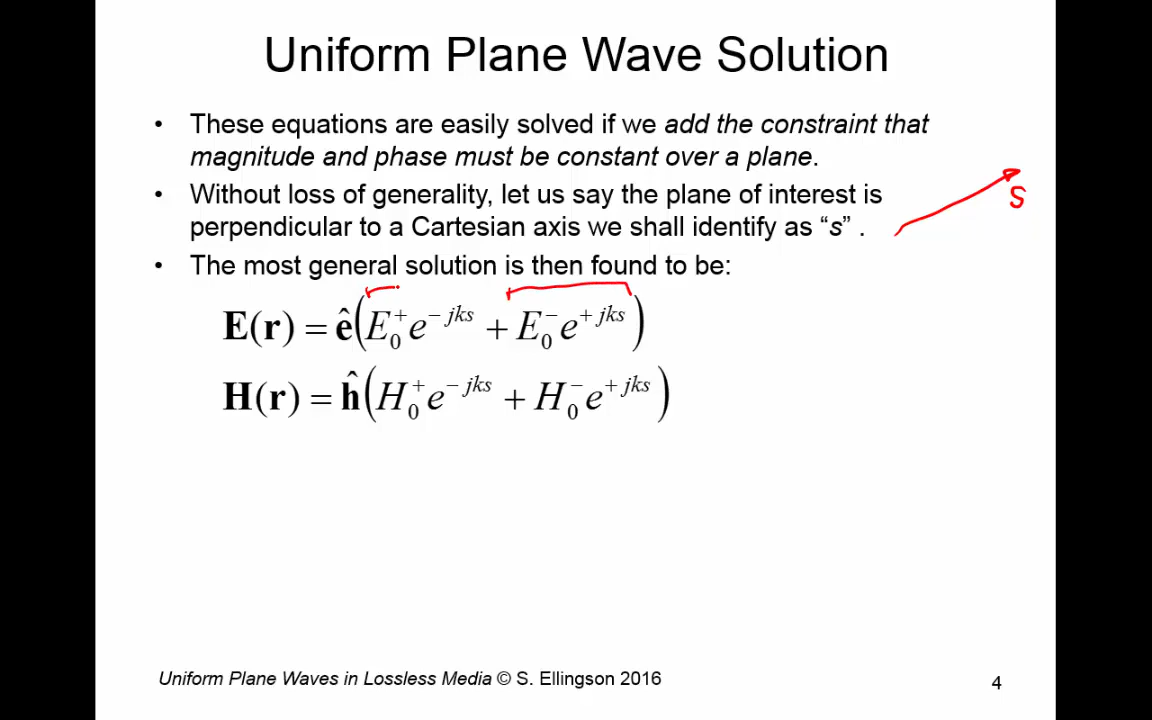 Uniform Plane Wave Solution
• These equations are easily solved if we add the constraint that
magnitude and phase must be constant over a plane.
• Without loss of generality, let us say the plane of interest is
perpendicular to a Cartesian axis we shall identify as “s” .
s
• The most general solution is then found to be:
E(r) = ê(E₀⁺e^{−jks} + E₀⁻e^{+jks})
H(r) = ĥ(H₀⁺e^{−jks} + H₀⁻e^{+jks})
Uniform Plane Waves in Lossless Media © S. Ellingson 2016
4